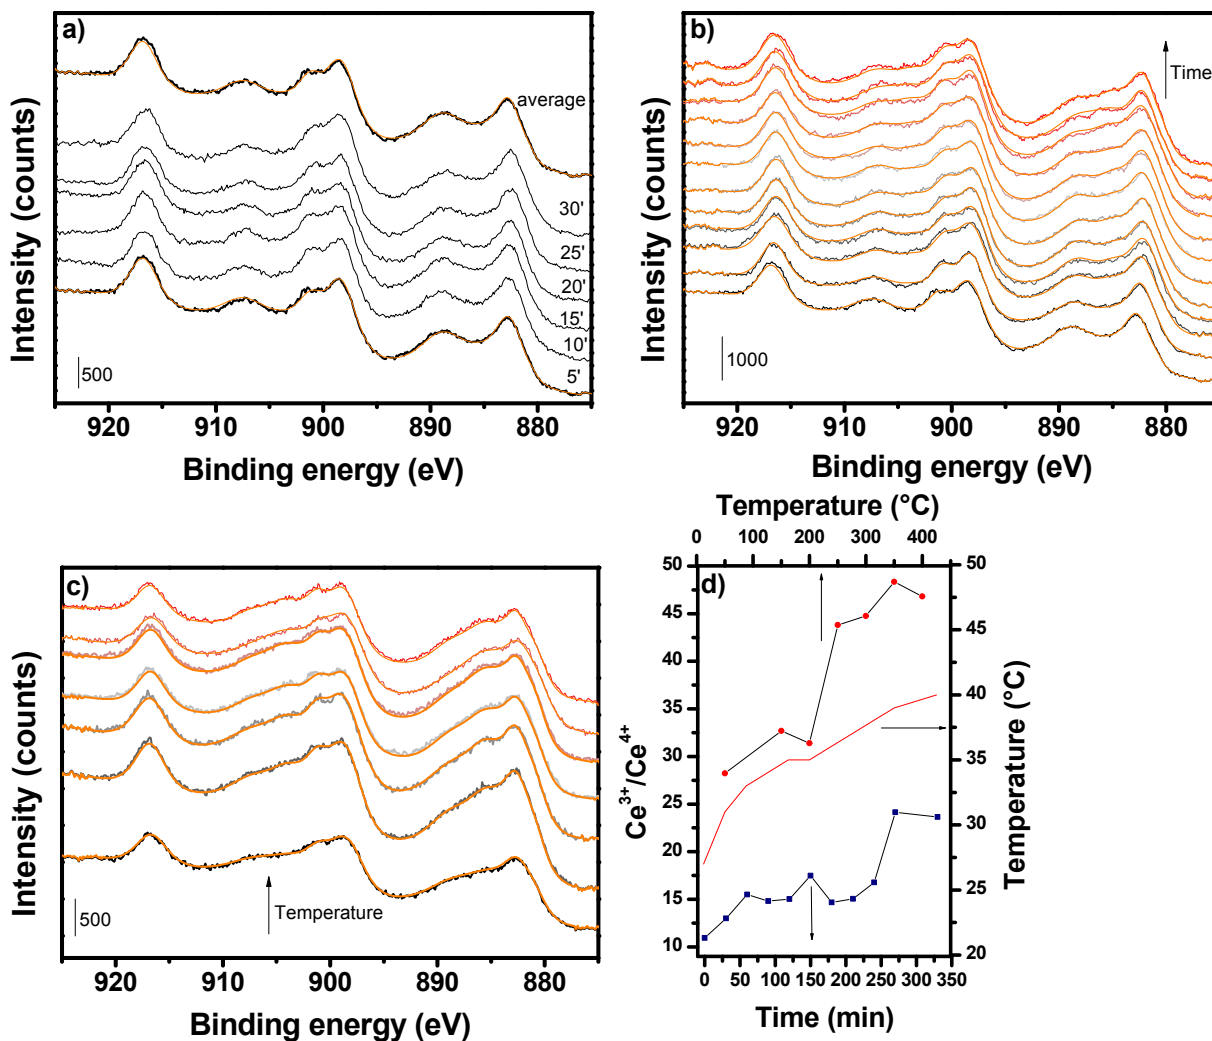 a)
average
30'
25'
20'
15'
10'
5'
500
Intensity (counts)
920 910 900 890 880
Binding energy (eV)
b)
Time
1000
Intensity (counts)
920 910 900 890 880
Binding energy (eV)
c)
Temperature
500
Intensity (counts)
920 910 900 890 880
Binding energy (eV)
Temperature (°C)
0 100 200 300 400
d)
50
45
40
35
30
25
20
15
10
Ce3+/Ce4+
50
45
40
35
30
25
20
Temperature (°C)
0 50 100 150 200 250 300 350
Time (min)